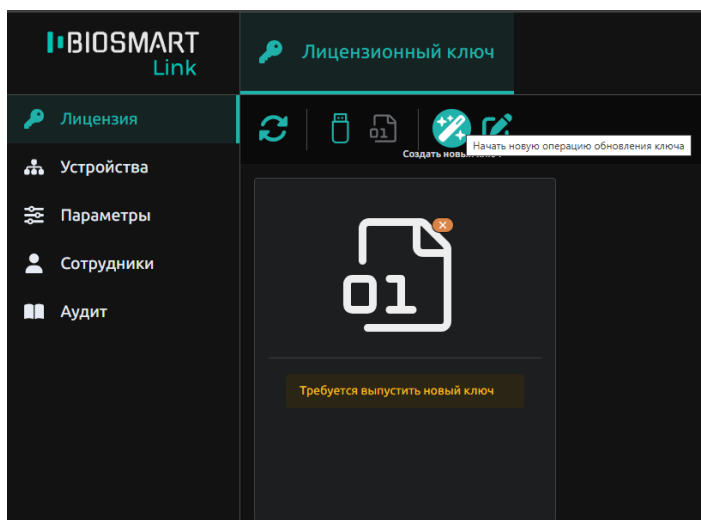 BIOSMART
Link
Лицензионный ключ
Лицензия
Устройства
Параметры
Сотрудники
Аудит
01
Начать новую операцию обновления ключа
Создать
01
Требуется выпустить новый ключ